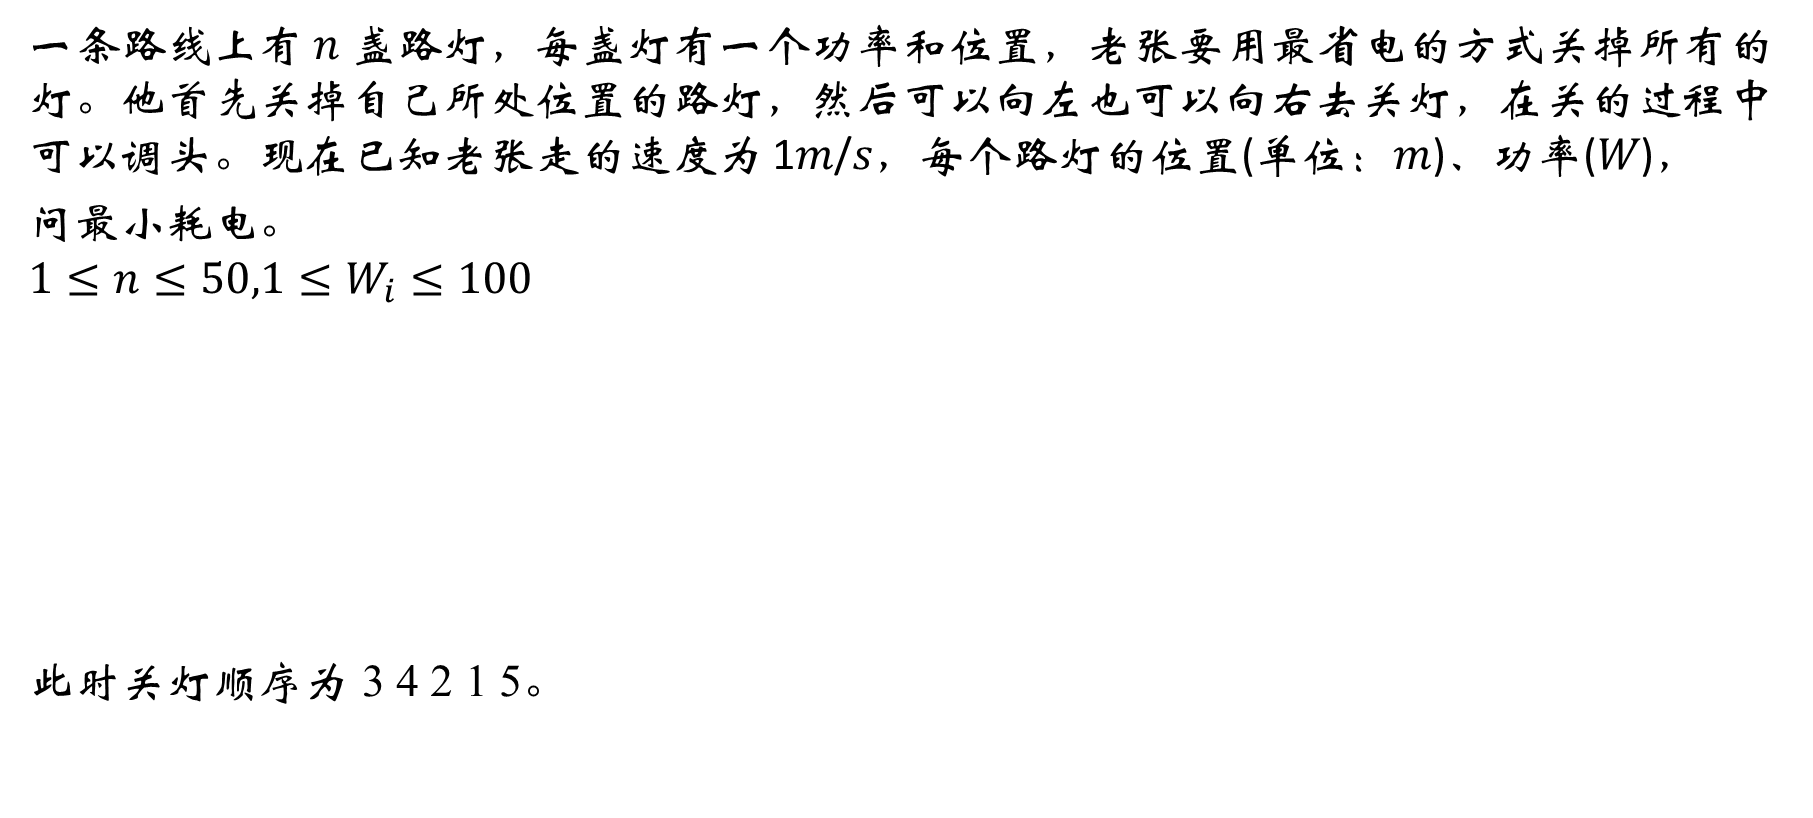 一条路线上有 n 盏路灯，每盏灯有一个功率和位置，老张要用最省电的方式关掉所有的
灯。他首先关掉自己所处位置的路灯，然后可以向左也可以向右去关灯，在关的过程中
可以调头。现在已知老张走的速度为 1m/s，每个路灯的位置(单位：m)、功率(W)，
问最小耗电。
1 ≤ n ≤ 50,1 ≤ Wᵢ ≤ 100
此时关灯顺序为 3 4 2 1 5。